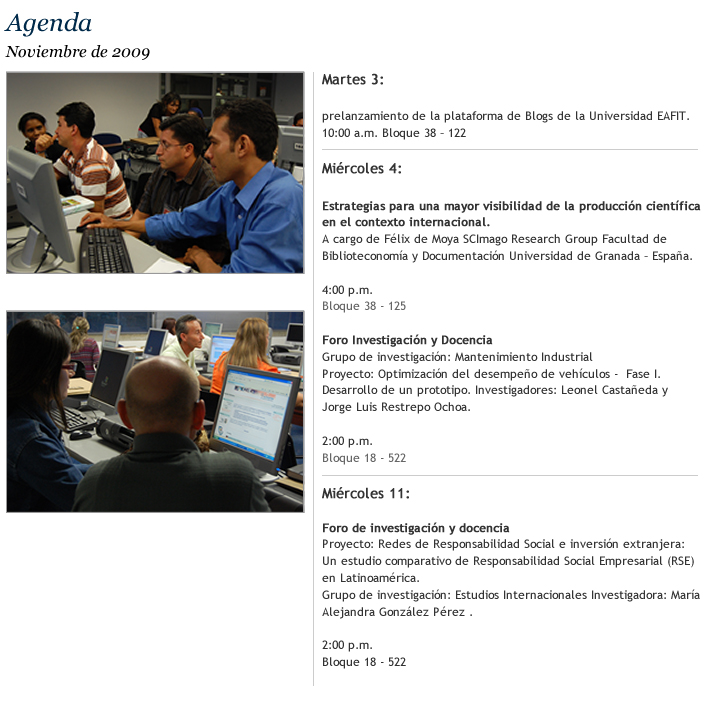 Agenda
Noviembre de 2009
Martes 3:
prelanzamiento de la plataforma de Blogs de la Universidad EAFIT.
10:00 a.m. Bloque 38 - 122
Miércoles 4:
Estrategias para una mayor visibilidad de la producción científica
en el contexto internacional.
A cargo de Félix de Moya SCImago Research Group Facultad de
Biblioteconomía y Documentación Universidad de Granada - España.
4:00 p.m.
Bloque 38 - 125
Foro Investigación y Docencia
Grupo de investigación: Mantenimiento Industrial
Proyecto: Optimización del desempeño de vehículos - Fase I.
Desarrollo de un prototipo. Investigadores: Leonel Castañeda y
Jorge Luis Restrepo Ochoa.
2:00 p.m.
Bloque 18 - 522
Miércoles 11:
Foro de investigación y docencia
Proyecto: Redes de Responsabilidad Social e inversión extranjera:
Un estudio comparativo de Responsabilidad Social Empresarial (RSE)
en Latinoamérica.
Grupo de investigación: Estudios Internacionales Investigadora: María
Alejandra González Pérez .
2:00 p.m.
Bloque 18 - 522